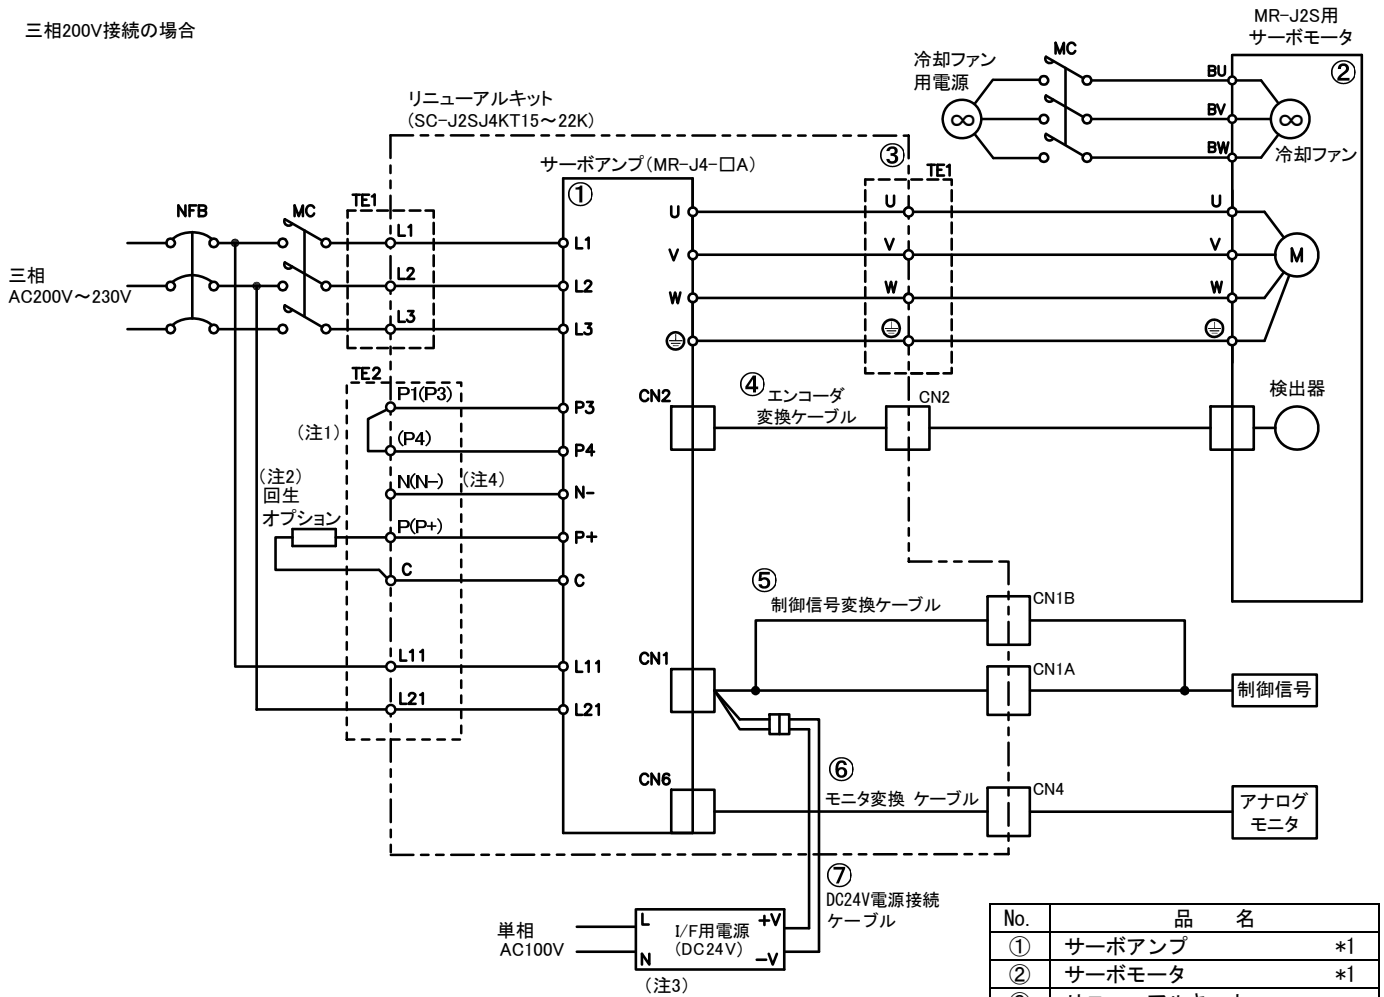 三相200V接続の場合
MR-J2S用
サーボモータ
②
冷却ファン
用電源
MC
BU
BV
BW
冷却ファン
リニューアルキット
(SC-J2SJ4KT15～22K)
③
サーボアンプ(MR-J4-□A)
①
TE1
TE1
NFB
MC
三相
AC200V～230V
L1
L2
L3
L1
L2
L3
U
V
W
U
V
W
U
V
W
M
TE2
P1(P3)
(P4)
N(N-)
P(P+)
C
L11
L21
(注1)
(注2)
回生
オプション
(注4)
P3
P4
N-
P+
C
L11
L21
CN2
④
エンコーダ
変換ケーブル
CN2
検出器
⑤
制御信号変換ケーブル
CN1B
CN1
CN1A
制御信号
CN6
⑥
モニタ変換 ケーブル
CN4
アナログ
モニタ
⑦
DC24V電源接続
ケーブル
単相
AC100V
L
N
I/F用電源
(DC24V)
+V
-V
(注3)
No. 品 名
① サーボアンプ *1
② サーボモータ *1